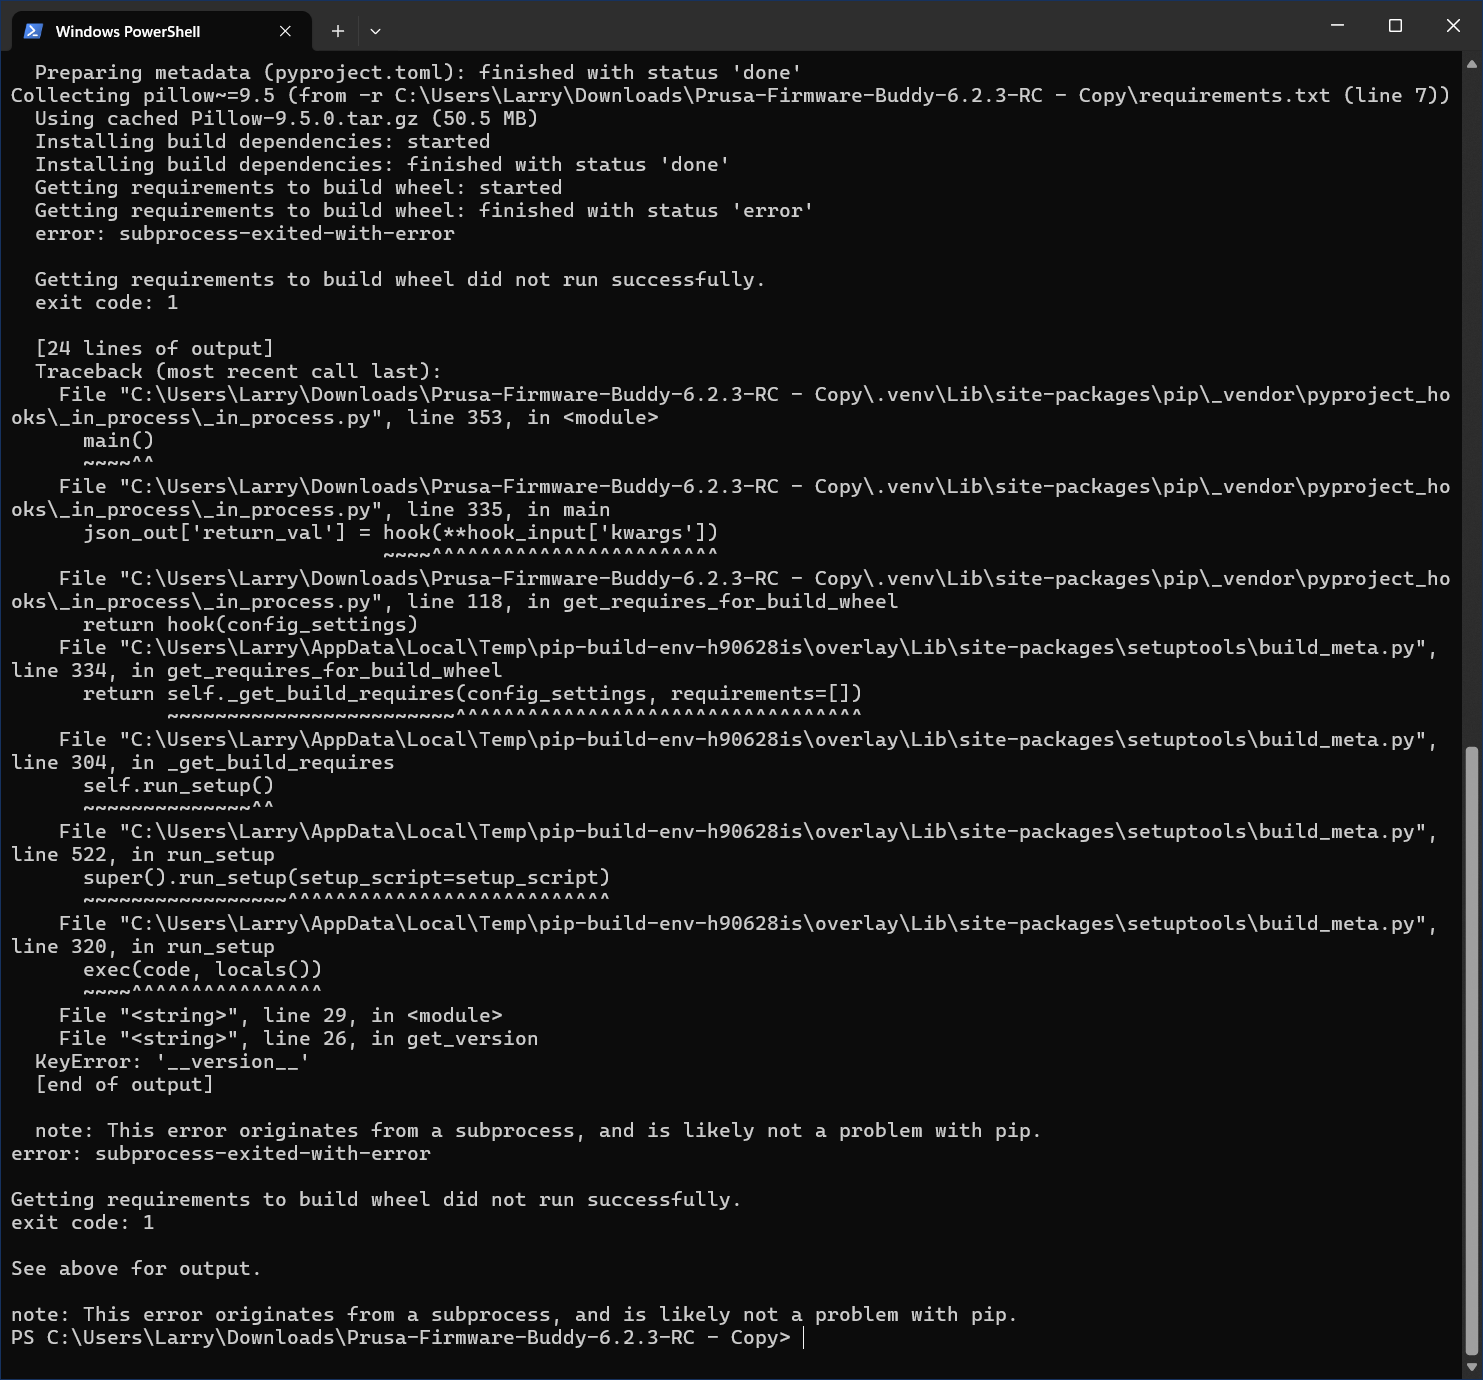 Windows PowerShell
  Preparing metadata (pyproject.toml): finished with status 'done'
Collecting pillow~=9.5 (from -r C:\Users\Larry\Downloads\Prusa-Firmware-Buddy-6.2.3-RC - Copy\requirements.txt (line 7))
  Using cached Pillow-9.5.0.tar.gz (50.5 MB)
  Installing build dependencies: started
  Installing build dependencies: finished with status 'done'
  Getting requirements to build wheel: started
  Getting requirements to build wheel: finished with status 'error'
  error: subprocess-exited-with-error

  Getting requirements to build wheel did not run successfully.
  exit code: 1

  [24 lines of output]
  Traceback (most recent call last):
    File "C:\Users\Larry\Downloads\Prusa-Firmware-Buddy-6.2.3-RC - Copy\.venv\Lib\site-packages\pip\_vendor\pyproject_ho
oks\_in_process\_in_process.py", line 353, in <module>
      main()
      ~~~~^^
    File "C:\Users\Larry\Downloads\Prusa-Firmware-Buddy-6.2.3-RC - Copy\.venv\Lib\site-packages\pip\_vendor\pyproject_ho
oks\_in_process\_in_process.py", line 335, in main
      json_out['return_val'] = hook(**hook_input['kwargs'])
                               ~~~~^^^^^^^^^^^^^^^^^^^^^^^^
    File "C:\Users\Larry\Downloads\Prusa-Firmware-Buddy-6.2.3-RC - Copy\.venv\Lib\site-packages\pip\_vendor\pyproject_ho
oks\_in_process\_in_process.py", line 118, in get_requires_for_build_wheel
      return hook(config_settings)
    File "C:\Users\Larry\AppData\Local\Temp\pip-build-env-h90628is\overlay\Lib\site-packages\setuptools\build_meta.py",
line 334, in get_requires_for_build_wheel
      return self._get_build_requires(config_settings, requirements=[])
             ~~~~~~~~~~~~~~~~~~~~~~~~^^^^^^^^^^^^^^^^^^^^^^^^^^^^^^^^^^
    File "C:\Users\Larry\AppData\Local\Temp\pip-build-env-h90628is\overlay\Lib\site-packages\setuptools\build_meta.py",
line 304, in _get_build_requires
      self.run_setup()
      ~~~~~~~~~~~~~~^^
    File "C:\Users\Larry\AppData\Local\Temp\pip-build-env-h90628is\overlay\Lib\site-packages\setuptools\build_meta.py",
line 522, in run_setup
      super().run_setup(setup_script=setup_script)
      ~~~~~~~~~~~~~~~~~^^^^^^^^^^^^^^^^^^^^^^^^^^^
    File "C:\Users\Larry\AppData\Local\Temp\pip-build-env-h90628is\overlay\Lib\site-packages\setuptools\build_meta.py",
line 320, in run_setup
      exec(code, locals())
      ~~~~^^^^^^^^^^^^^^^^
    File "<string>", line 29, in <module>
    File "<string>", line 26, in get_version
  KeyError: '__version__'
  [end of output]

  note: This error originates from a subprocess, and is likely not a problem with pip.
error: subprocess-exited-with-error

Getting requirements to build wheel did not run successfully.
exit code: 1

See above for output.

note: This error originates from a subprocess, and is likely not a problem with pip.
PS C:\Users\Larry\Downloads\Prusa-Firmware-Buddy-6.2.3-RC - Copy>